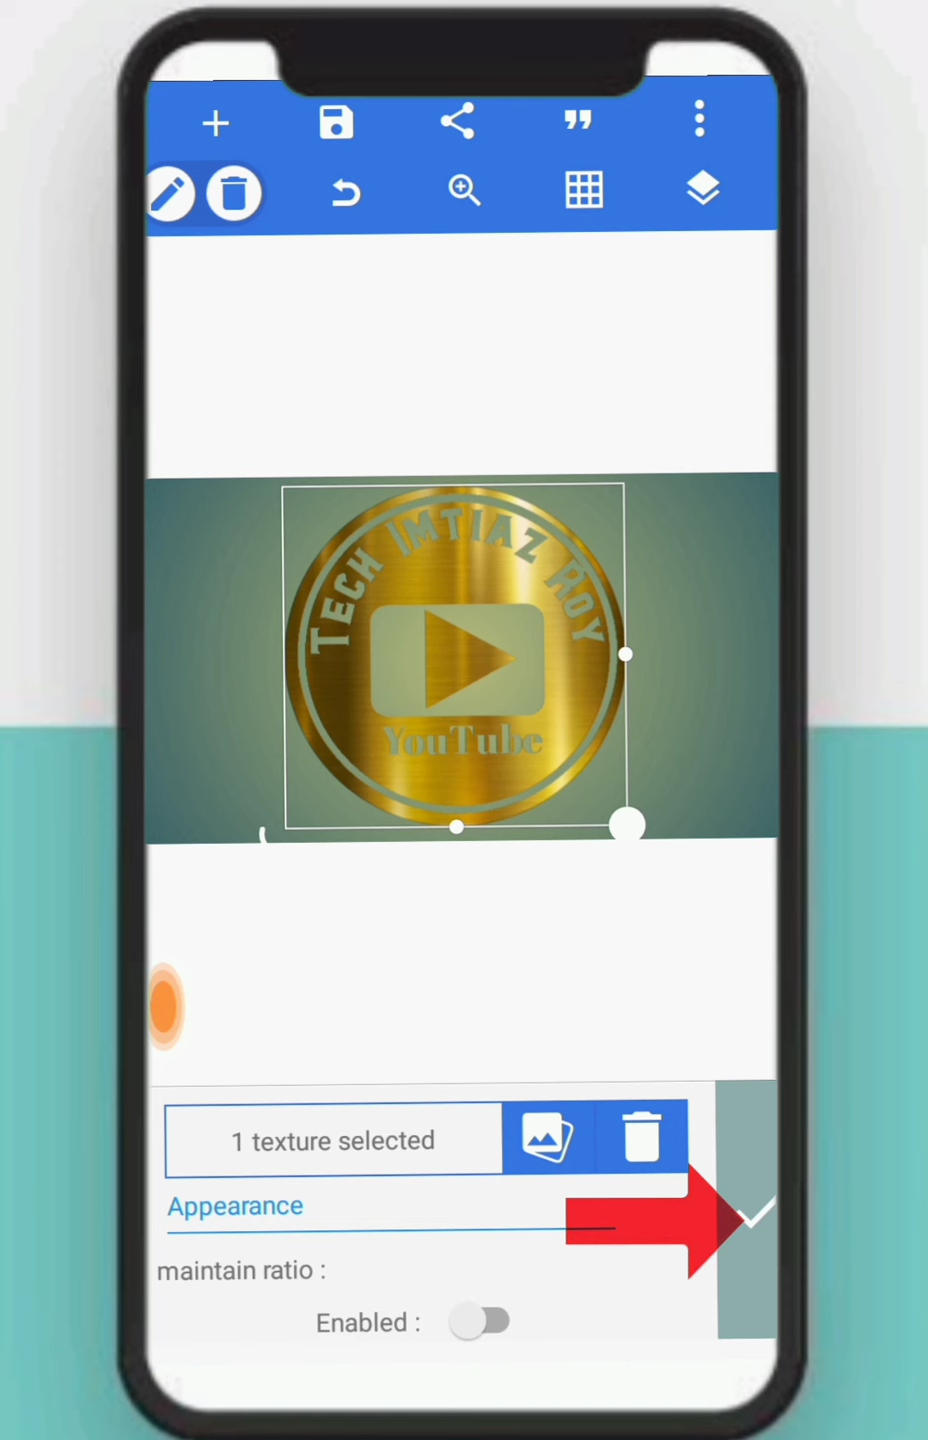 TECH IMTIAZ ROY
YouTube
1 texture selected
Appearance
maintain ratio :
Enabled :